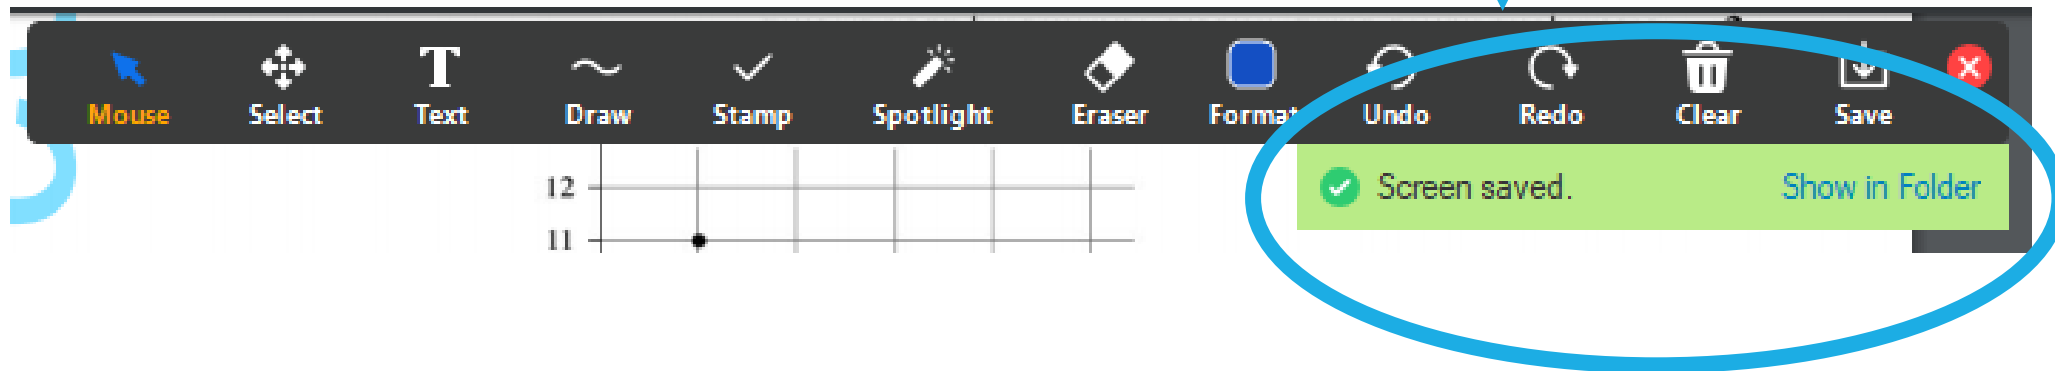 Mouse Select Text Draw Stamp Spotlight Eraser Format Undo Redo Clear Save
Screen saved. Show in Folder
12
11